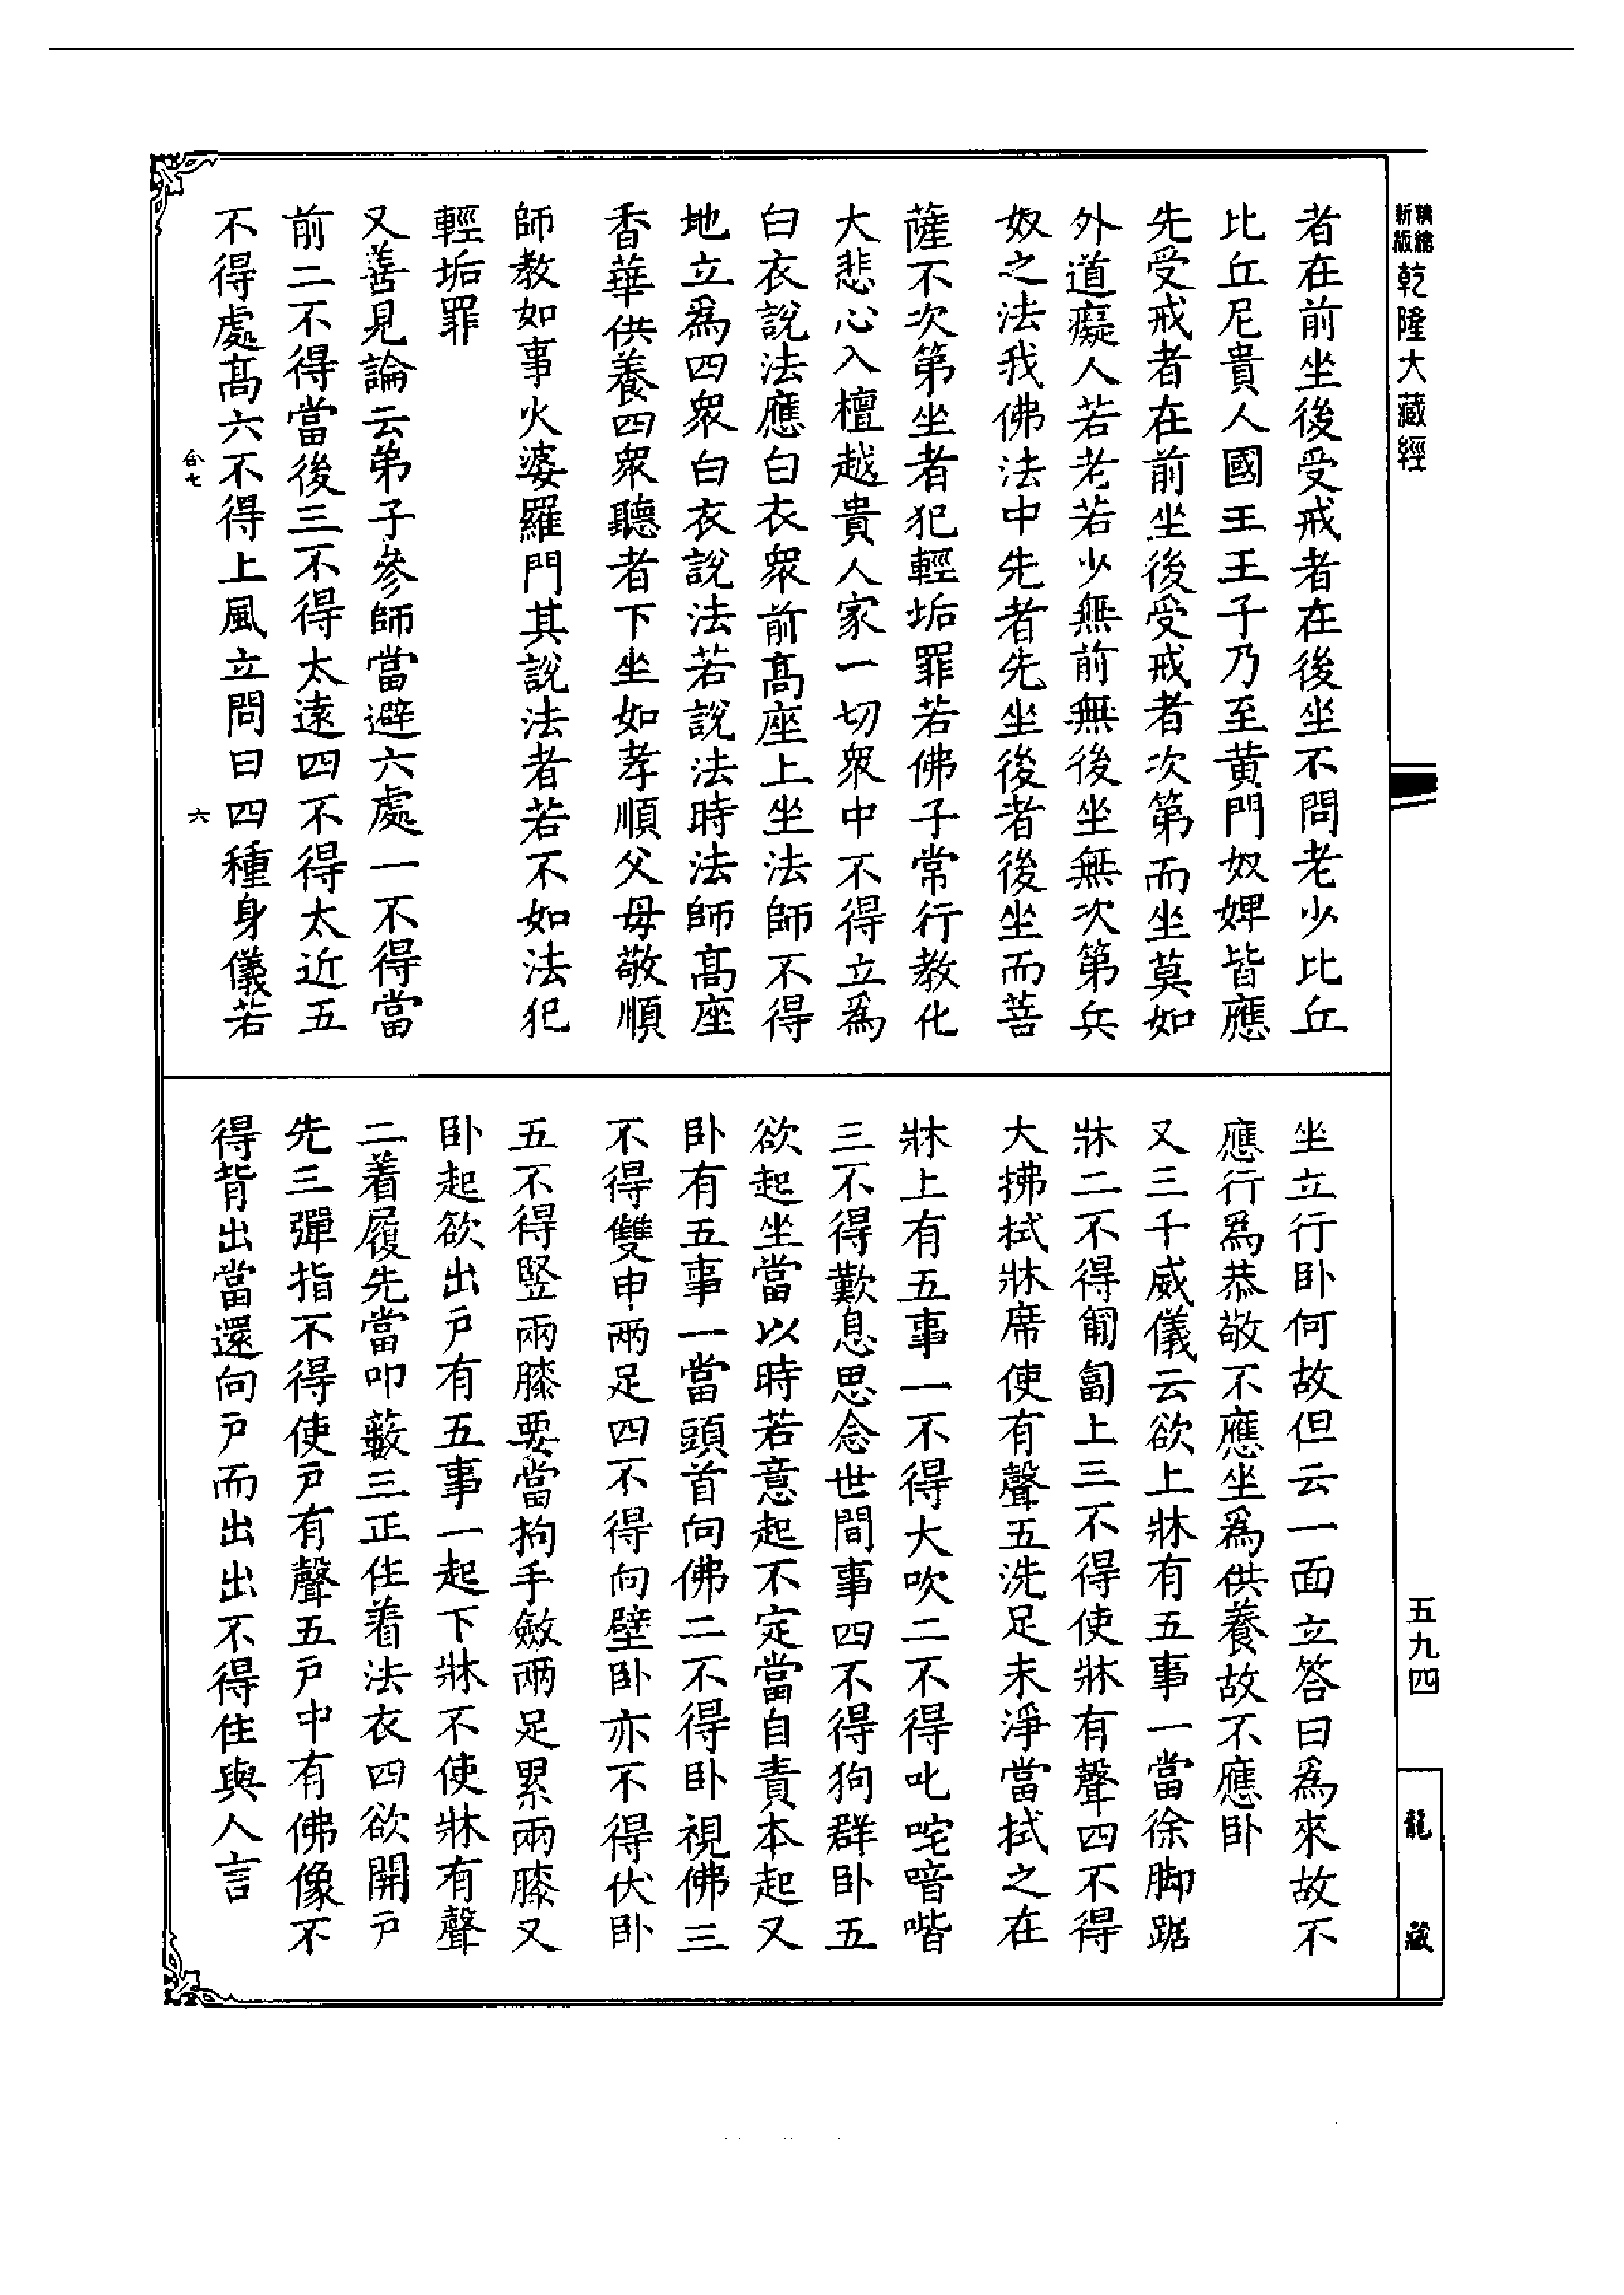 精縮新版
乾隆大藏經
五九四
龍藏
者在前坐後受戒者在後坐不問老少比丘
比丘尼貴人國王王子乃至黄門奴婢皆應
先受戒者在前坐後受戒者次第而坐莫如
外道癡人若老若少無前無後坐無次第兵
奴之法我佛法中先者先坐後者後坐而菩
薩不次第坐者犯輕垢罪若佛子常行教化
大悲心入檀越貴人家一切衆中不得立爲
白衣說法應白衣衆前髙座上坐法師不得
地立爲四衆白衣說法若說法時法師髙座
香華供養四衆聽者下坐如孝順父母敬順
師教如事火婆羅門其說法者若不如法犯
輕垢罪
又善見論云弟子參師當避六處一不得當
前二不得當後三不得太遠四不得太近五
不得處髙六不得上風立問曰四種身儀若
合七
六
坐立行卧何故但云一面立答曰爲來故不
應行爲恭敬不應坐爲供養故不應卧
又三千威儀云欲上牀有五事一當徐脚踞
牀二不得匍匐上三不得使牀有聲四不得
大拂拭牀席使有聲五洗足未淨當拭之在
牀上有五事一不得大吹二不得叱咤喑喈
三不得歎息思念世間事四不得狗群卧五
欲起坐當以時若意起不定當自責本起又
卧有五事一當頭首向佛二不得卧視佛三
不得雙申兩足四不得向壁卧亦不得伏卧
五不得竪兩膝要當拘手斂兩足累兩膝又
卧起欲出戸有五事一起下牀不使牀有聲
二着履先當叩藪三正住着法衣四欲開戸
先三彈指不得使戸有聲五戸中有佛像不
得背出當還向戸而出出不得住與人言